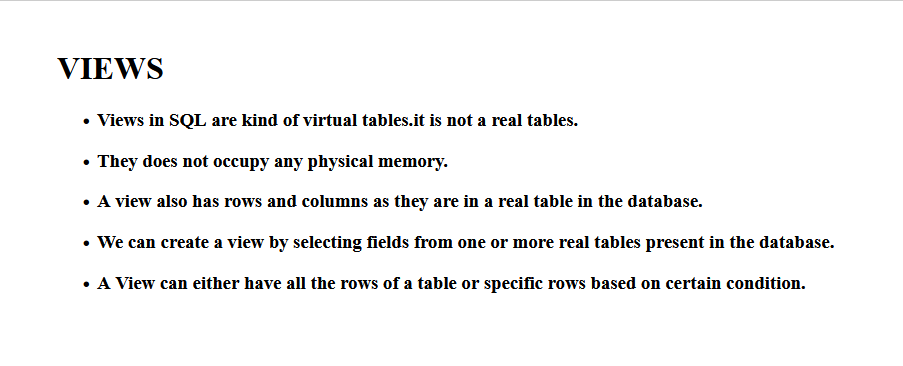 VIEWS
• Views in SQL are kind of virtual tables.it is not a real tables.
• They does not occupy any physical memory.
• A view also has rows and columns as they are in a real table in the database.
• We can create a view by selecting fields from one or more real tables present in the database.
• A View can either have all the rows of a table or specific rows based on certain condition.